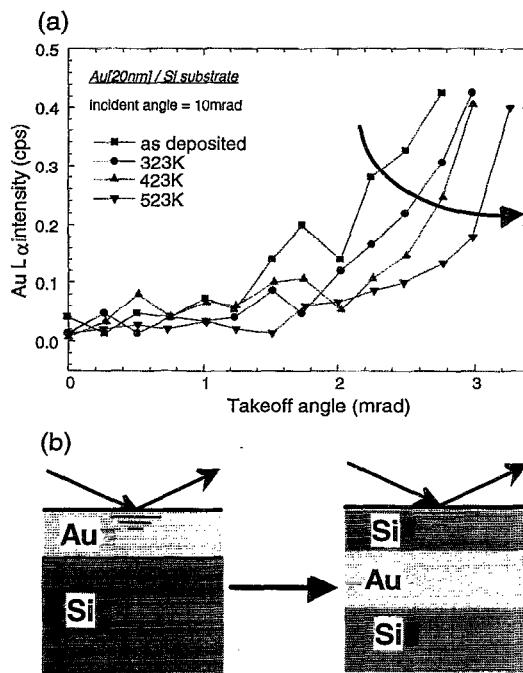 (a)
Au[20nm] / Si substrate
incident angle = 10mrad
as deposited
323K
423K
523K
Au L α intensity (cps)
0.5
0.4
0.3
0.2
0.1
0.0
0
1
2
3
Takeoff angle (mrad)
(b)
Au
Si
Si
Au
Si